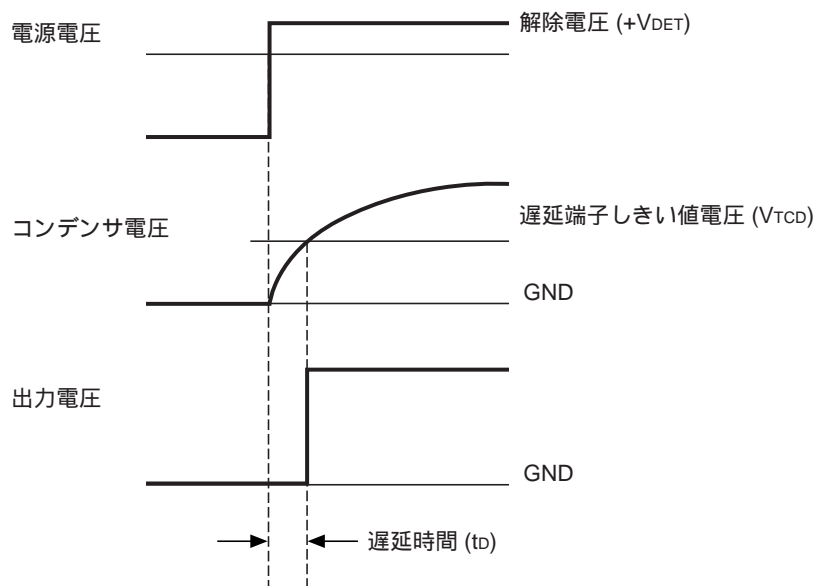 電源電圧
解除電圧 (+VDET)
コンデンサ電圧
遅延端子しきい値電圧 (VTCD)
GND
出力電圧
GND
遅延時間 (tD)